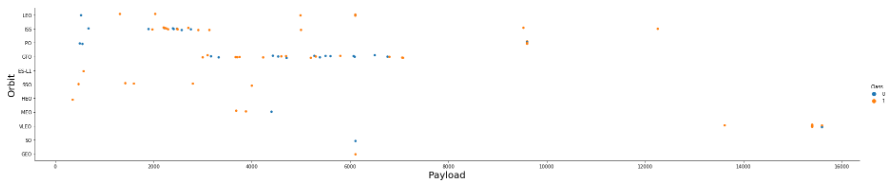 LEO
ISS
PO
GTO
ES-L1
SSO
HEO
MEO
VLEO
SO
GEO
Orbit
0
2000
4000
6000
8000
10000
12000
14000
16000
Payload
Class
0
1